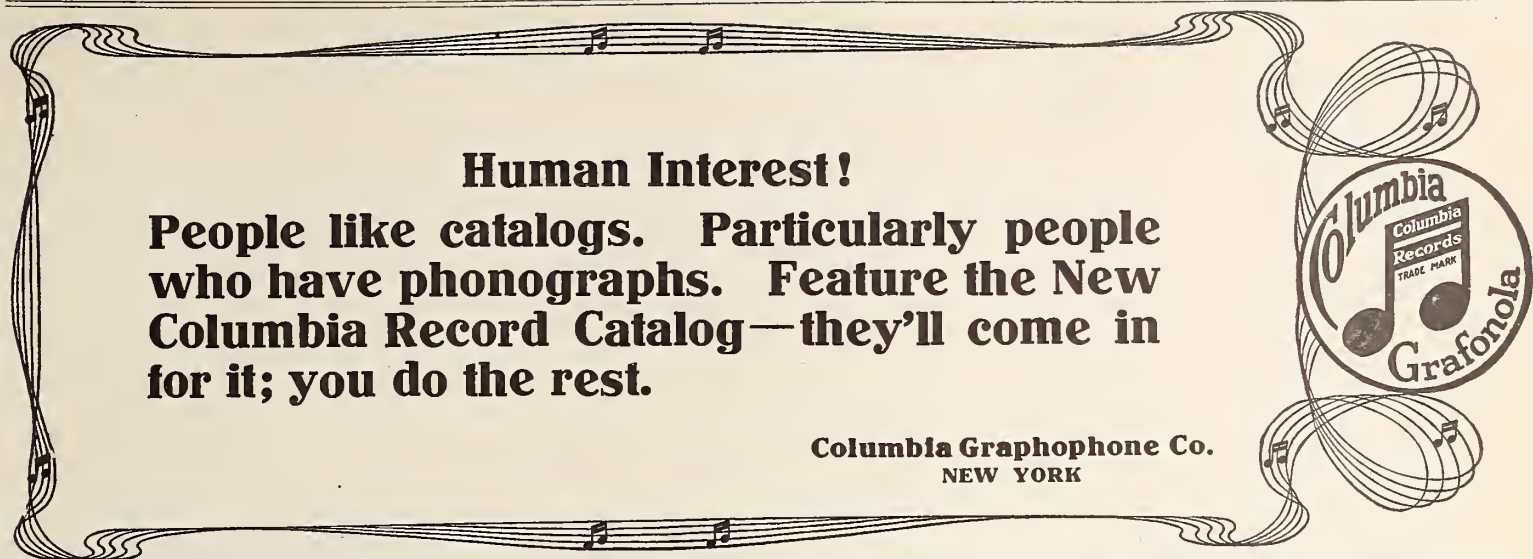 Human Interest!
People like catalogs. Particularly people
who have phonographs. Feature the New
Columbia Record Catalog—they'll come in
for it; you do the rest.
Columbia Graphophone Co.
NEW YORK
Columbia
Columbia
Records
TRADE MARK
Grafonola